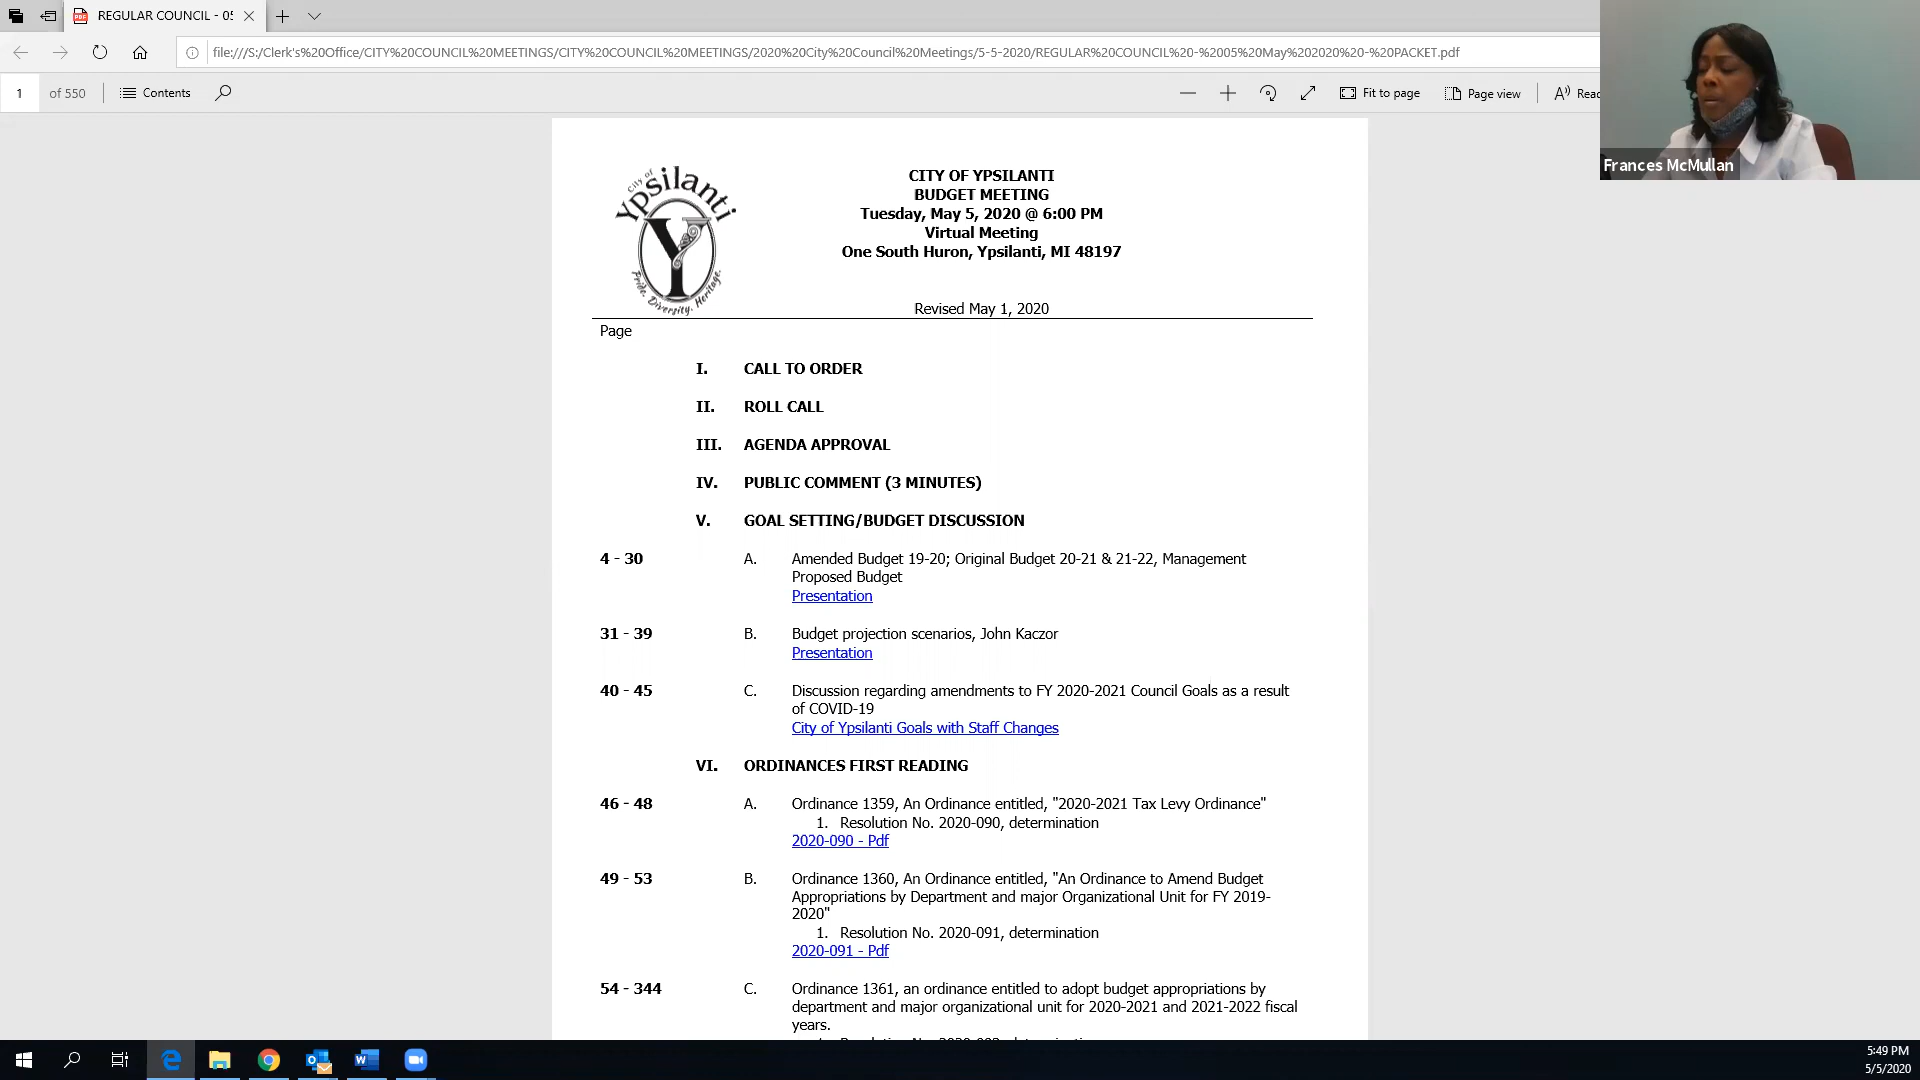 REGULAR COUNCIL - 05
file:///S:/Clerk's%20Office/CITY%20COUNCIL%20MEETINGS/CITY%20COUNCIL%20MEETINGS/2020%20City%20Council%20Meetings/5-5-2020/REGULAR%20COUNCIL%20-%2005%20May%202020%20-%20PACKET.pdf
1 of 550 Contents Fit to page Page view Read
Frances McMullan
City of
Ypsilanti
Y
Pride. Diversity. Heritage.
CITY OF YPSILANTI
BUDGET MEETING
Tuesday, May 5, 2020 @ 6:00 PM
Virtual Meeting
One South Huron, Ypsilanti, MI 48197
Revised May 1, 2020
Page
I. CALL TO ORDER
II. ROLL CALL
III. AGENDA APPROVAL
IV. PUBLIC COMMENT (3 MINUTES)
V. GOAL SETTING/BUDGET DISCUSSION
4 - 30 A. Amended Budget 19-20; Original Budget 20-21 & 21-22, Management
Proposed Budget
Presentation
31 - 39 B. Budget projection scenarios, John Kaczor
Presentation
40 - 45 C. Discussion regarding amendments to FY 2020-2021 Council Goals as a result
of COVID-19
City of Ypsilanti Goals with Staff Changes
VI. ORDINANCES FIRST READING
46 - 48 A. Ordinance 1359, An Ordinance entitled, "2020-2021 Tax Levy Ordinance"
1. Resolution No. 2020-090, determination
2020-090 - Pdf
49 - 53 B. Ordinance 1360, An Ordinance entitled, "An Ordinance to Amend Budget
Appropriations by Department and major Organizational Unit for FY 2019-
2020"
1. Resolution No. 2020-091, determination
2020-091 - Pdf
54 - 344 C. Ordinance 1361, an ordinance entitled to adopt budget appropriations by
department and major organizational unit for 2020-2021 and 2021-2022 fiscal
years.
5:49 PM
5/5/2020